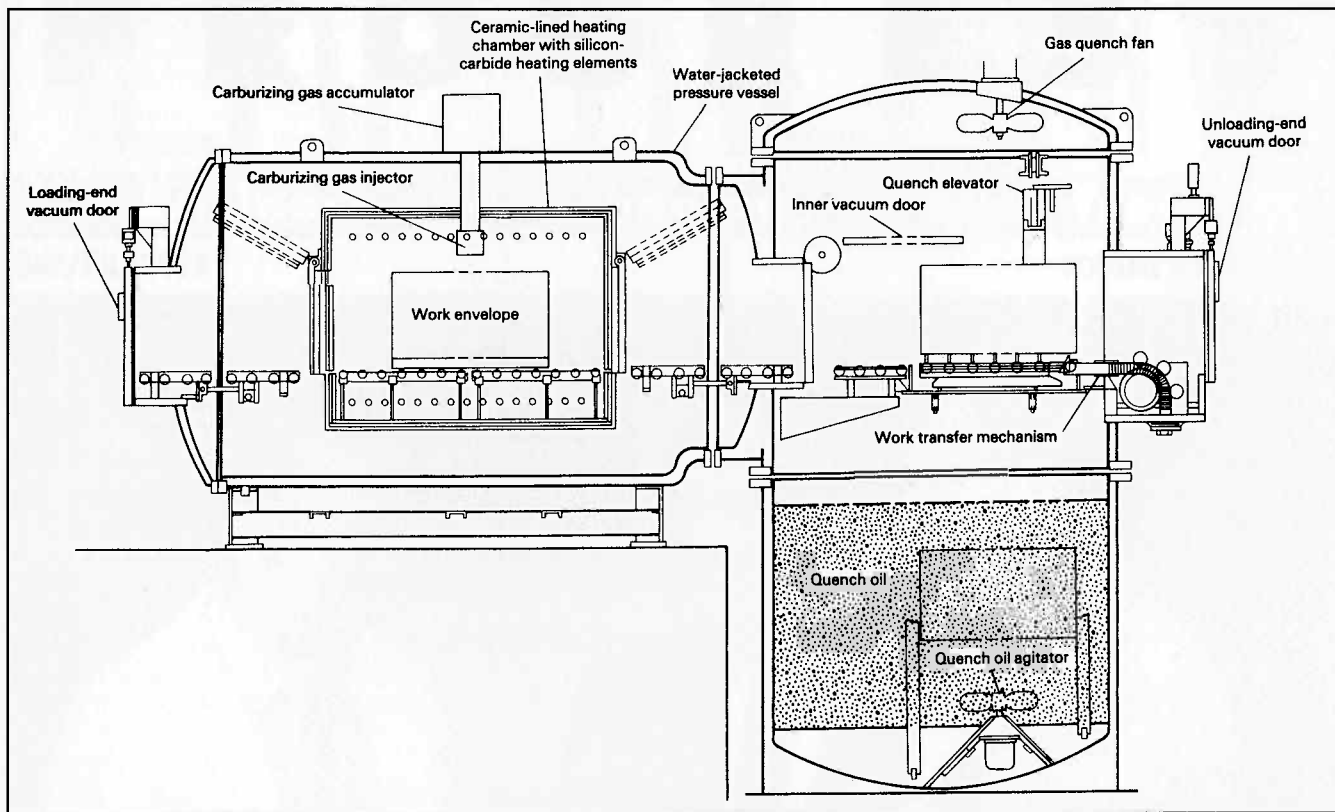 Ceramic-lined heating
chamber with silicon-
carbide heating elements
Gas quench fan
Water-jacketed
pressure vessel
Carburizing gas accumulator
Unloading-end
vacuum door
Carburizing gas injector
Loading-end
vacuum door
Quench elevator
Inner vacuum door
Work envelope
Work transfer mechanism
Quench oil
Quench oil agitator